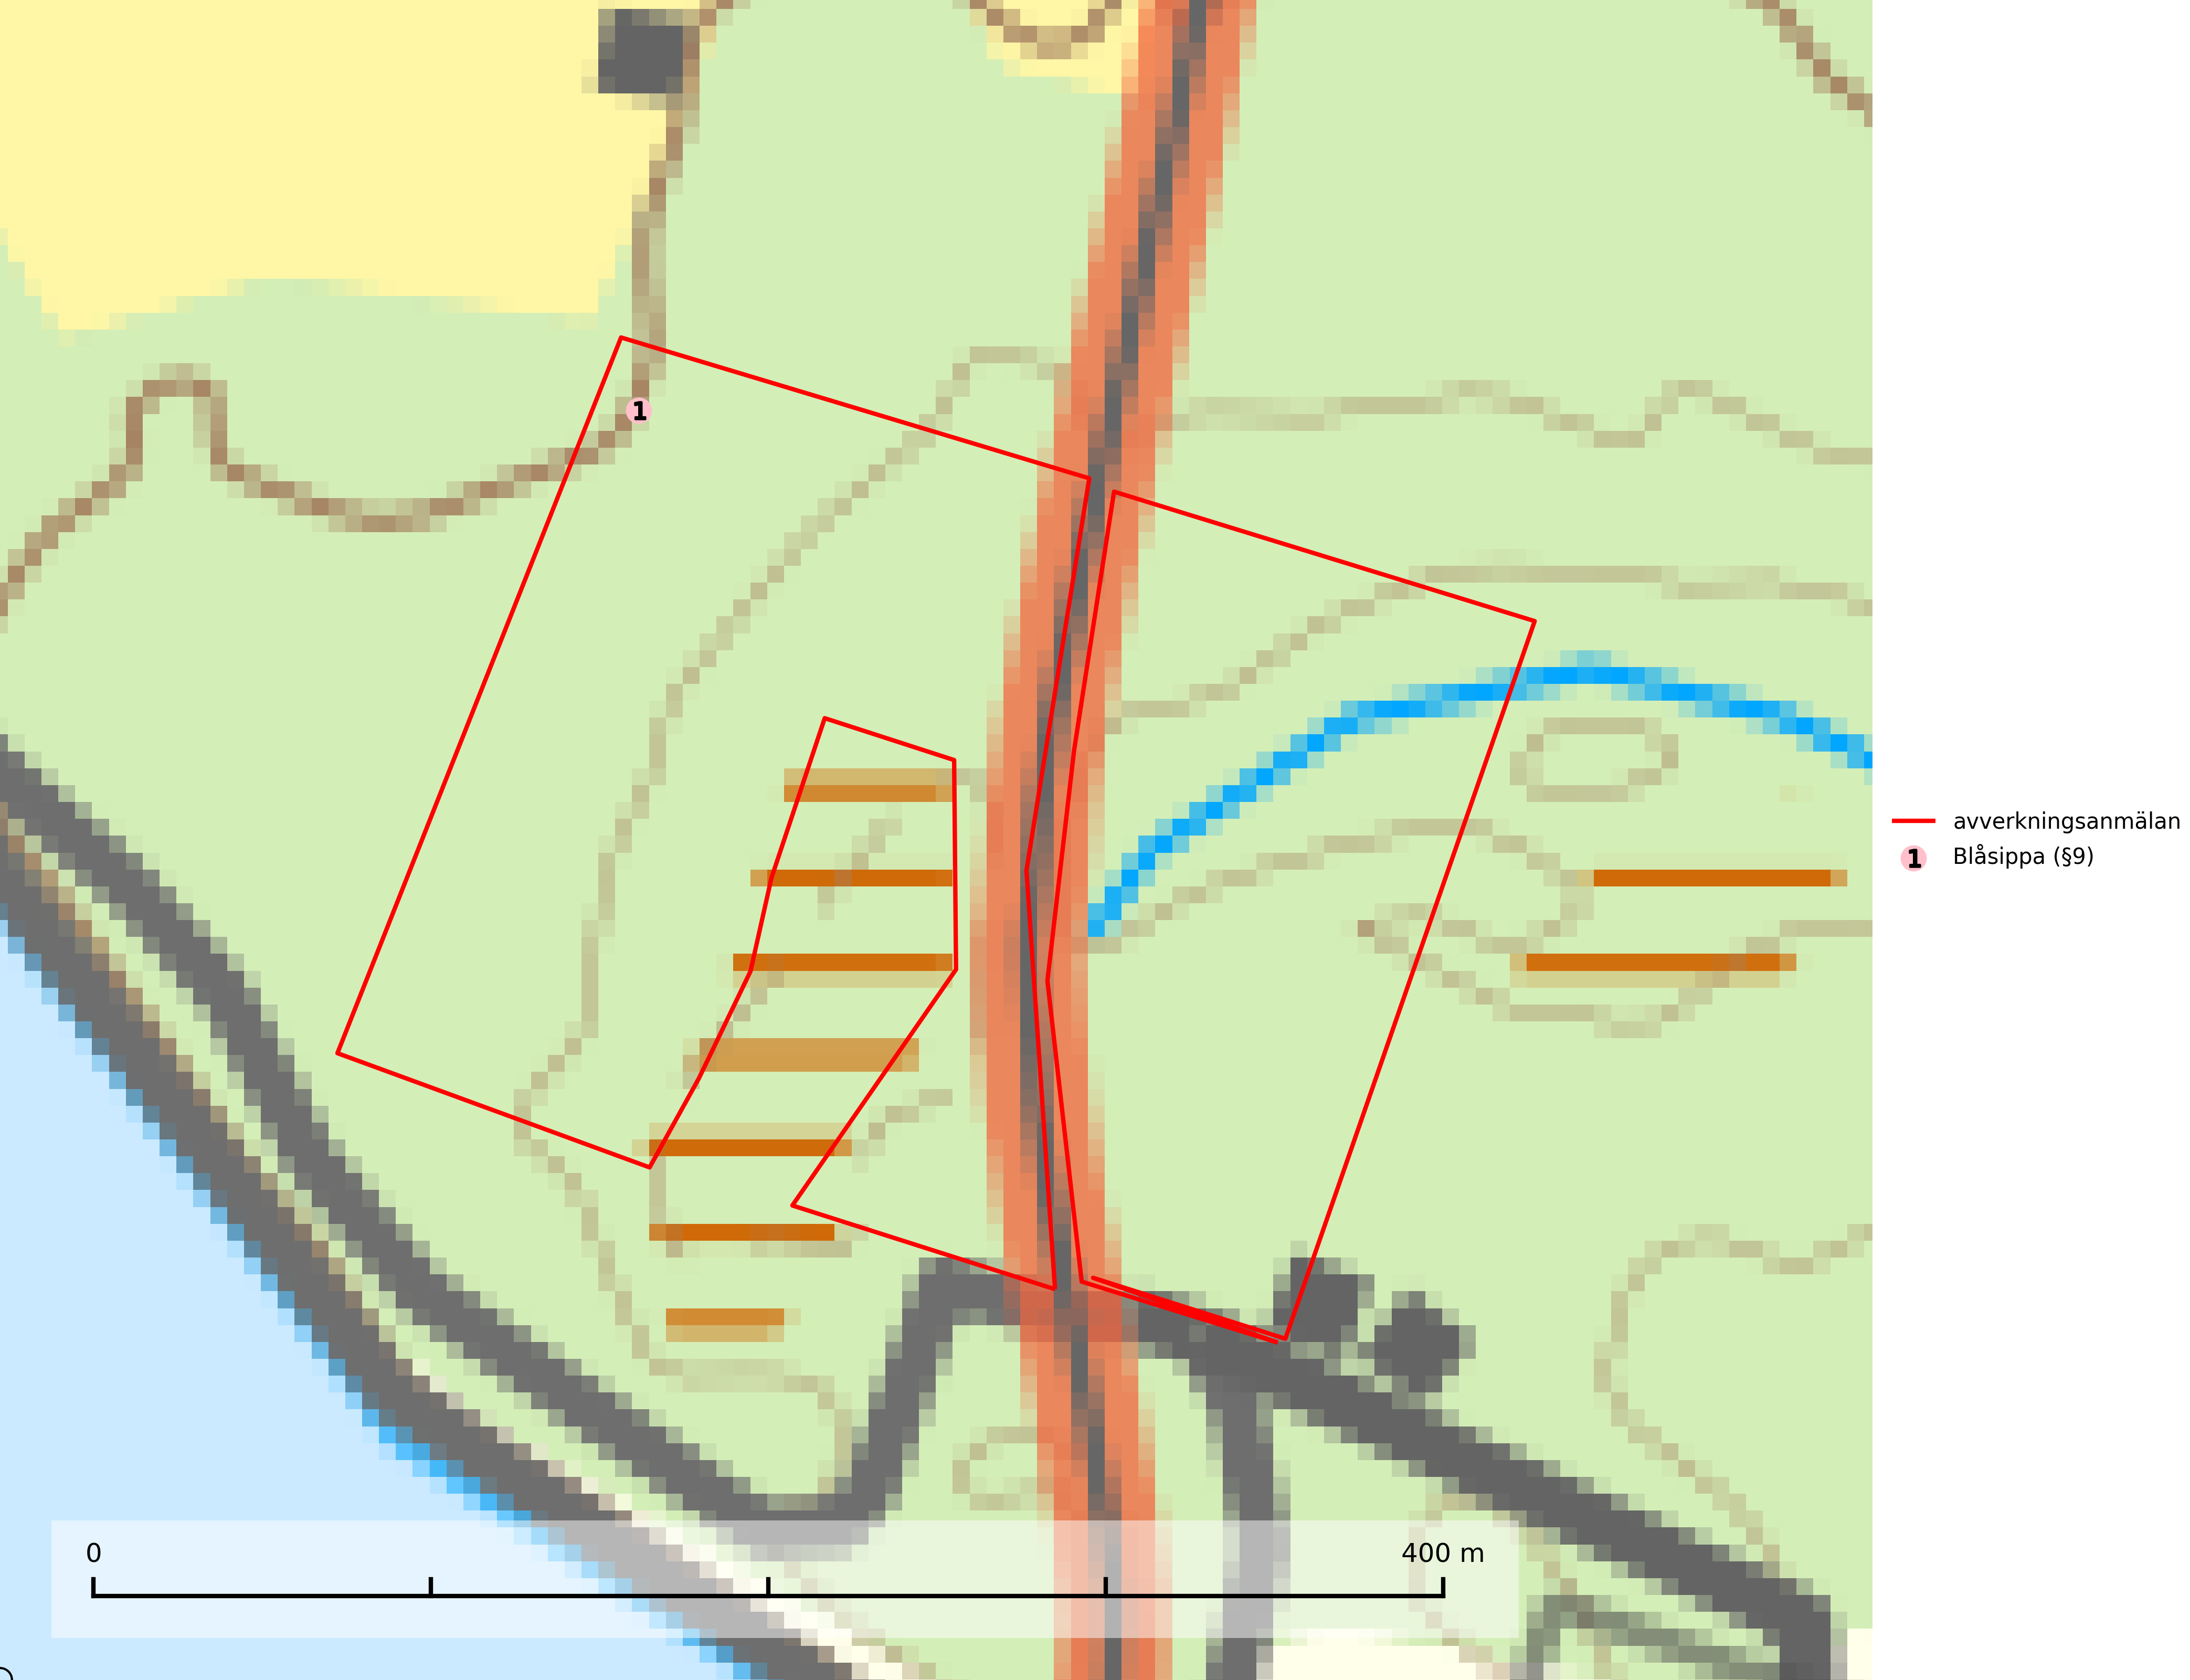 1
avverkningsanmälan
1 Blåsippa (§9)
0 400 m